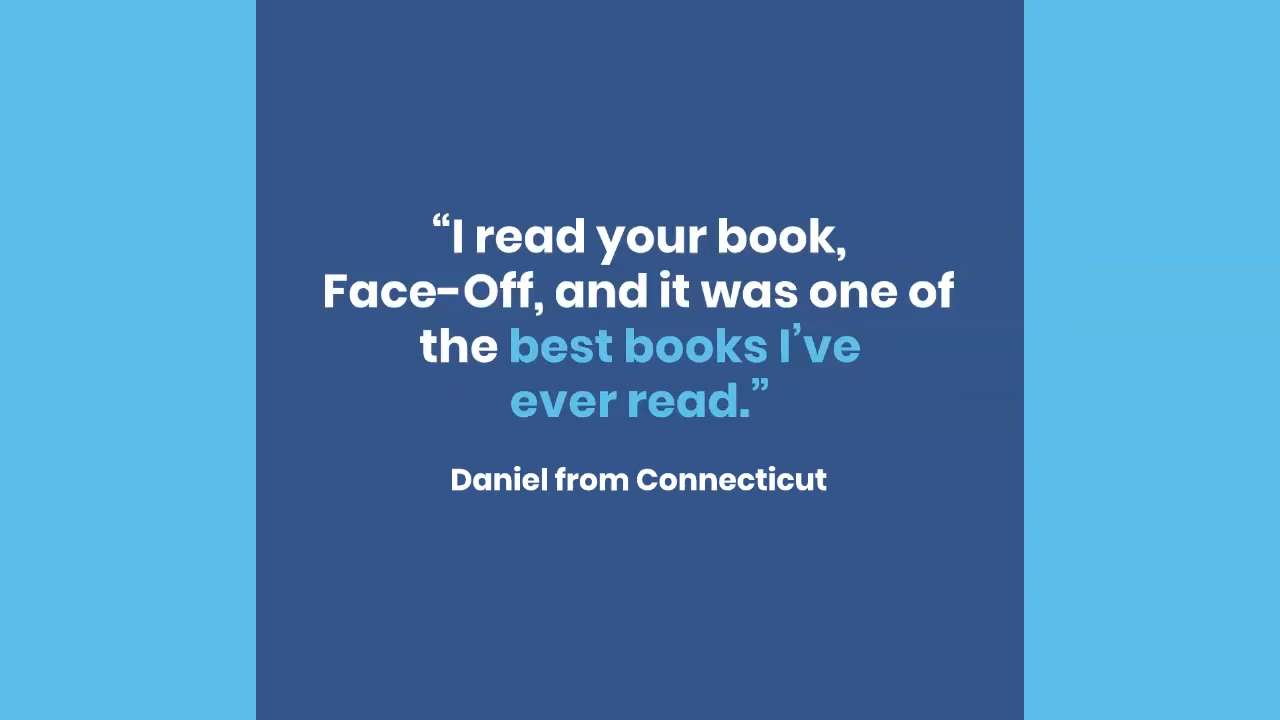 “I read your book,
Face-Off, and it was one of
the best books I’ve
ever read.”
Daniel from Connecticut